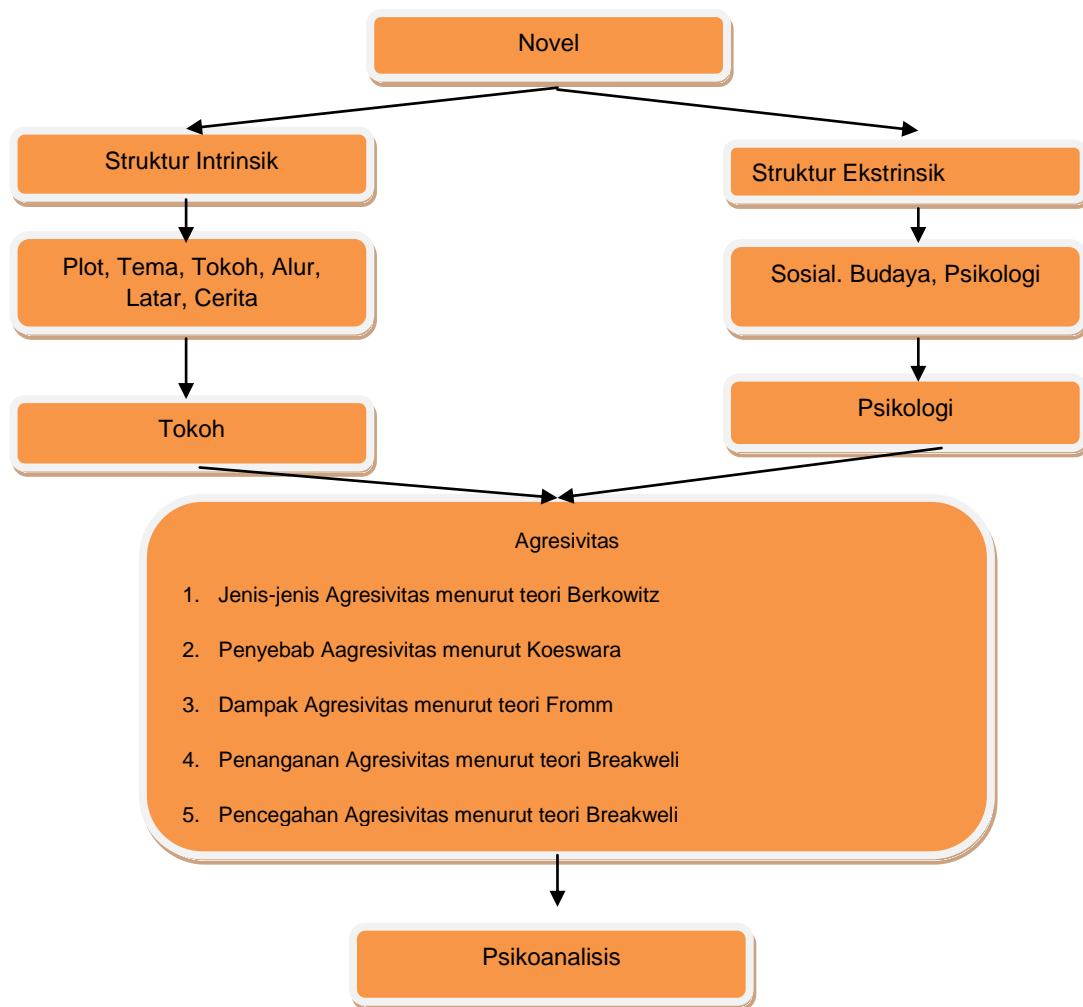 Novel
Struktur Intrinsik
Struktur Ekstrinsik
Plot, Tema, Tokoh, Alur,
Latar, Cerita
Sosial. Budaya, Psikologi
Tokoh
Psikologi
Agresivitas
1. Jenis-jenis Agresivitas menurut teori Berkowitz
2. Penyebab Aagresivitas menurut Koeswara
3. Dampak Agresivitas menurut teori Fromm
4. Penanganan Agresivitas menurut teori Breakweli
5. Pencegahan Agresivitas menurut teori Breakweli
Psikoanalisis